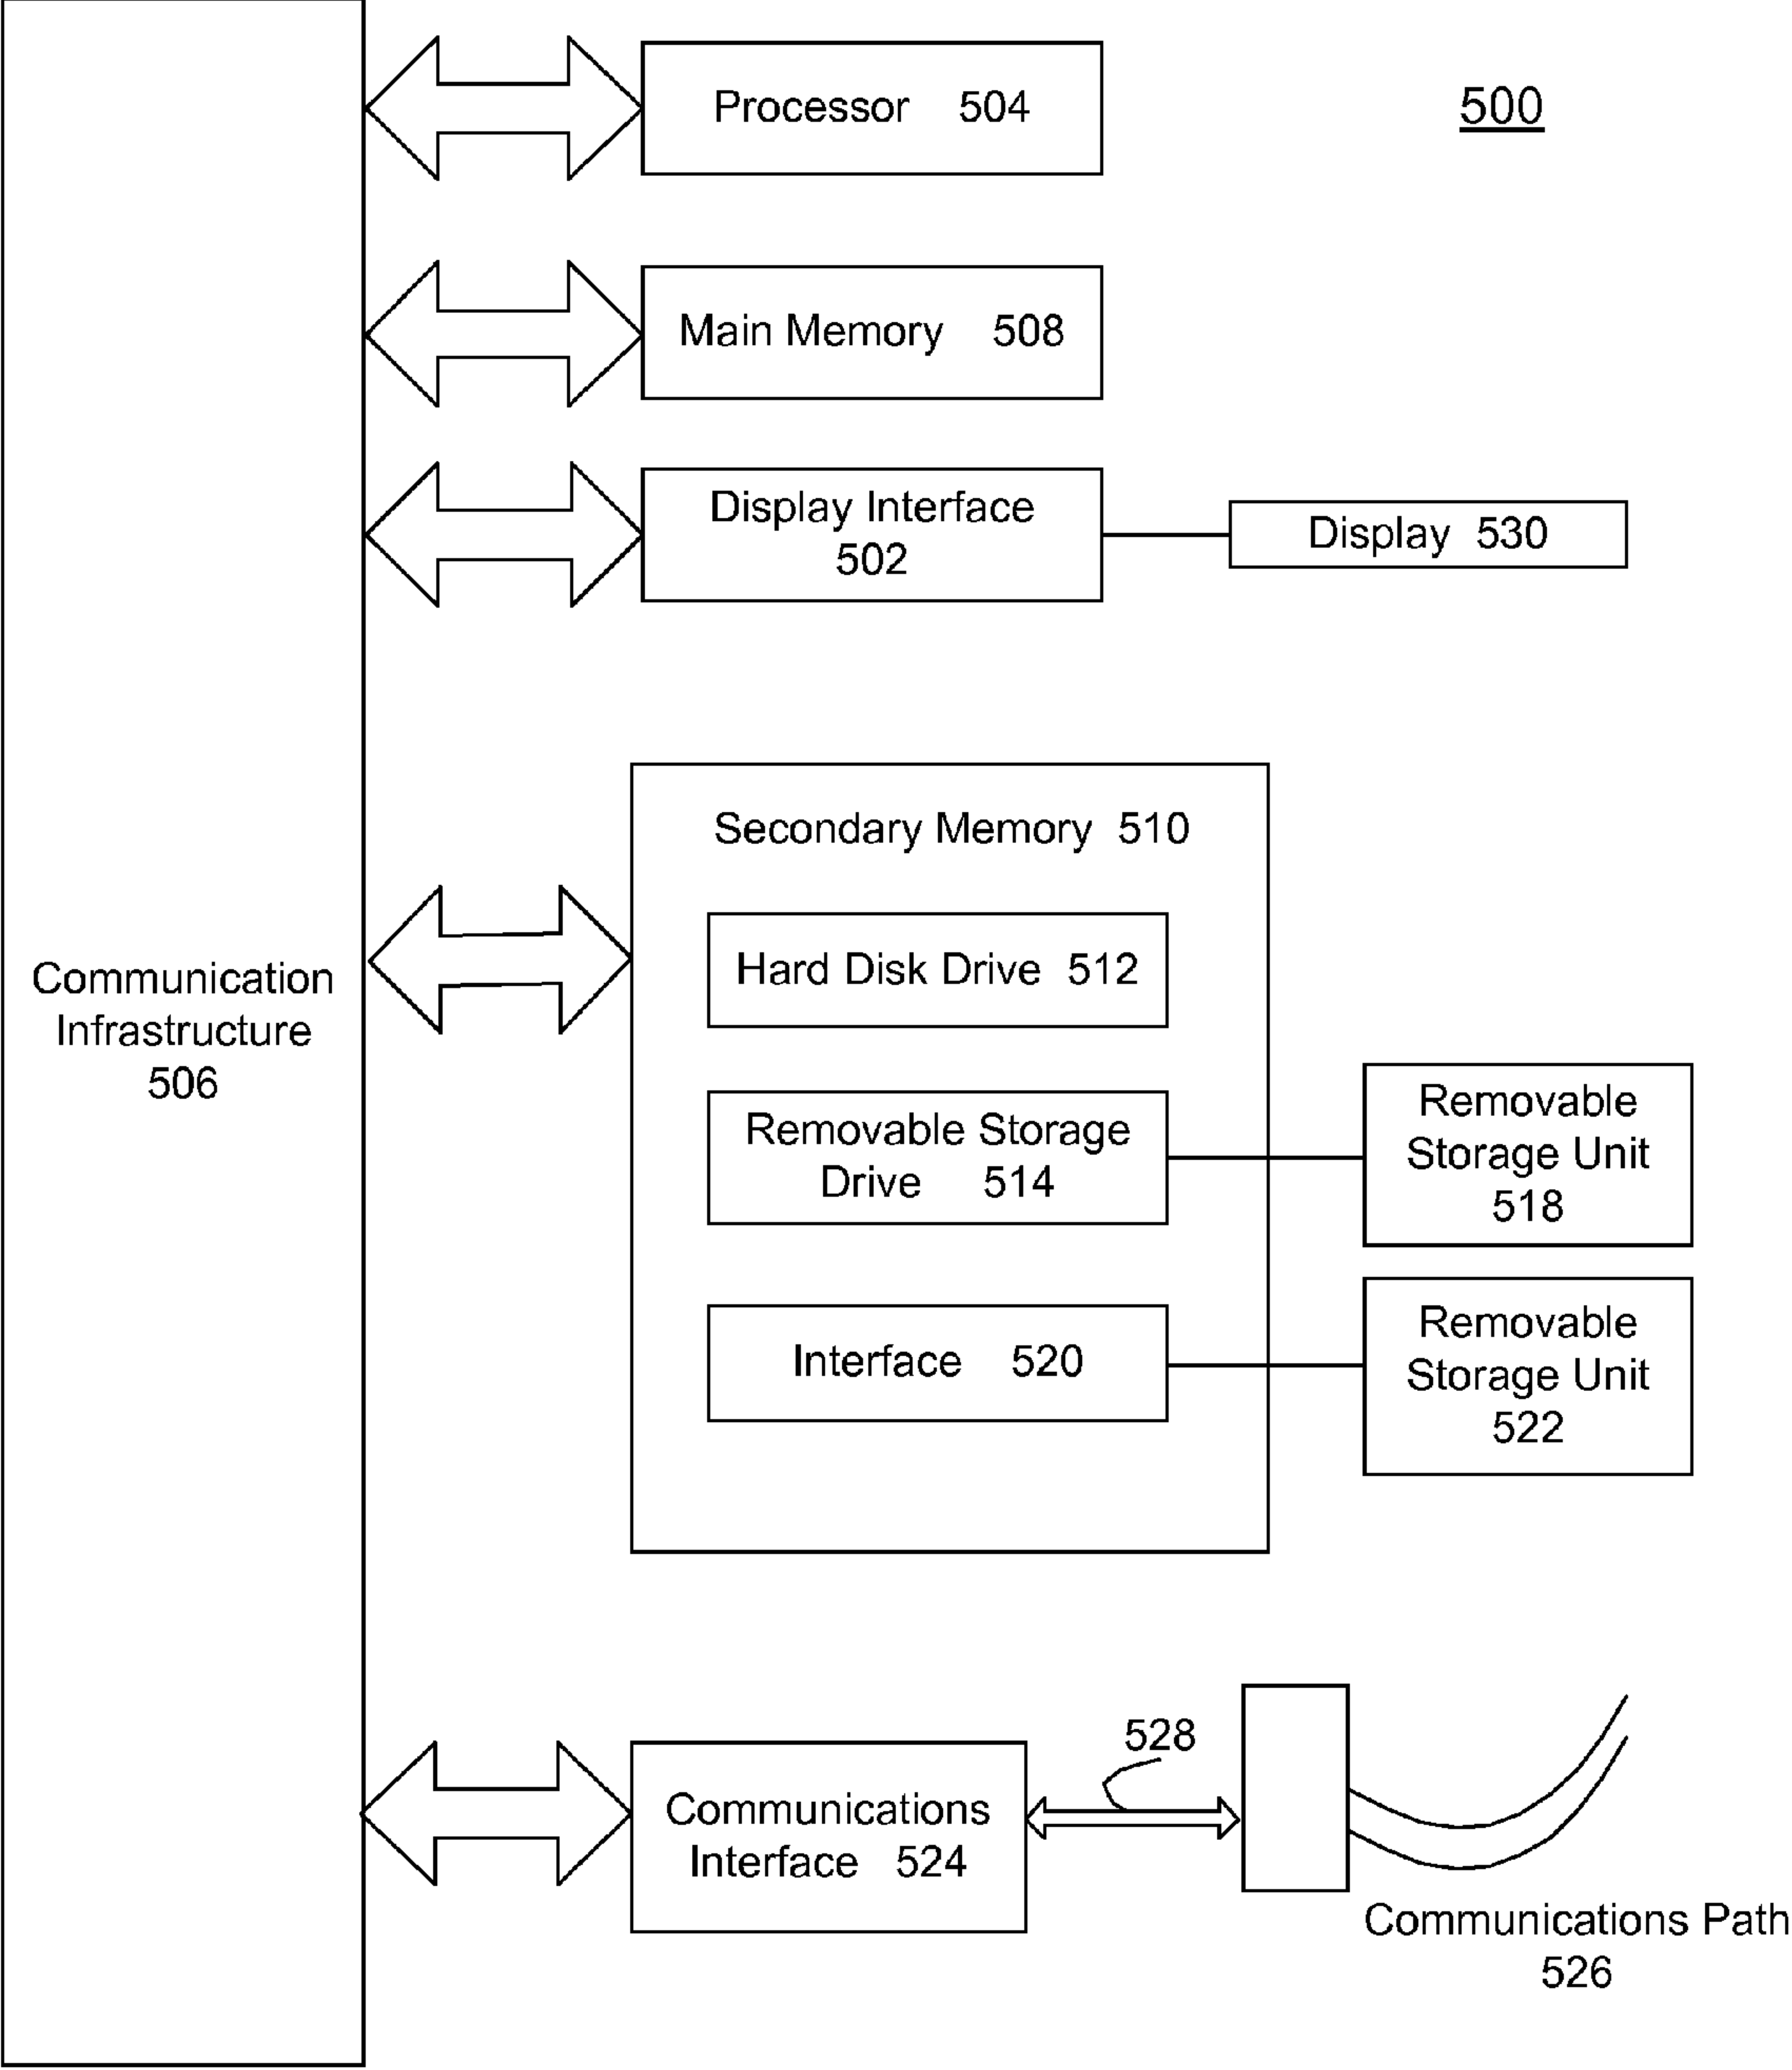 Processor 504
500
Main Memory 508
Display Interface
502
Display 530
Secondary Memory 510
Hard Disk Drive 512
Communication
Infrastructure
506
Removable Storage
Drive 514
Removable
Storage Unit
518
Interface 520
Removable
Storage Unit
522
528
Communications
Interface 524
Communications Path
526